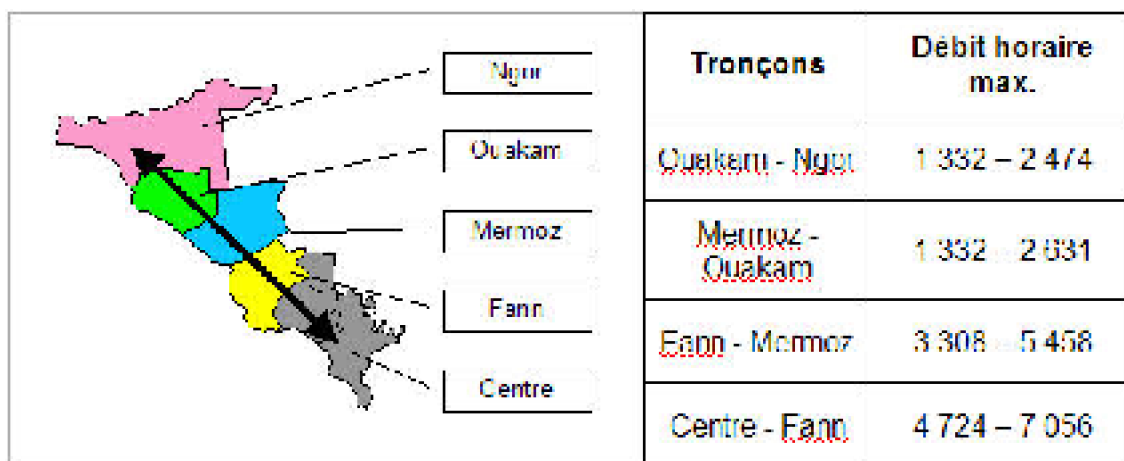 Ngor
Ouakam
Mermoz
Fann
Centre
Tronçons
Débit horaire
max.
Ouakam - Ngor
1 332 – 2 474
Mermoz -
Ouakam
1 332 – 2 631
Fann - Mermoz
3 308 – 5 458
Centre - Fann
4 724 – 7 056